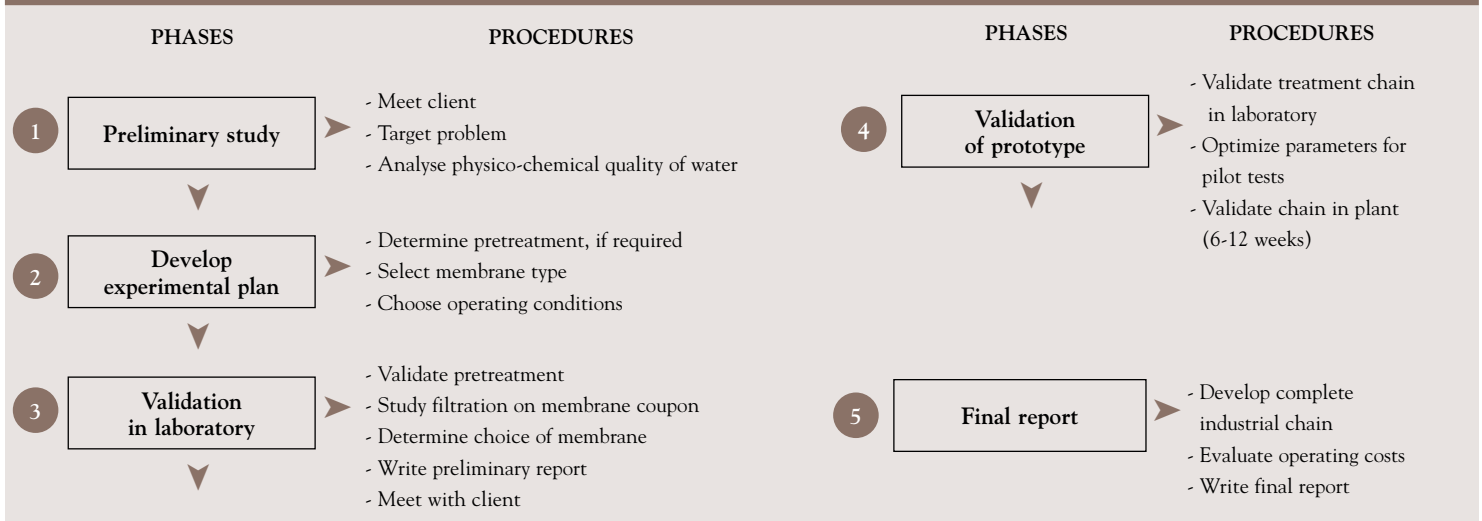 PHASES
PROCEDURES
1
Preliminary study
- Meet client
- Target problem
- Analyse physico-chemical quality of water
2
Develop
experimental plan
- Determine pretreatment, if required
- Select membrane type
- Choose operating conditions
3
Validation
in laboratory
- Validate pretreatment
- Study filtration on membrane coupon
- Determine choice of membrane
- Write preliminary report
- Meet with client
PHASES
PROCEDURES
4
Validation
of prototype
- Validate treatment chain
in laboratory
- Optimize parameters for
pilot tests
- Validate chain in plant
(6-12 weeks)
5
Final report
- Develop complete
industrial chain
- Evaluate operating costs
- Write final report